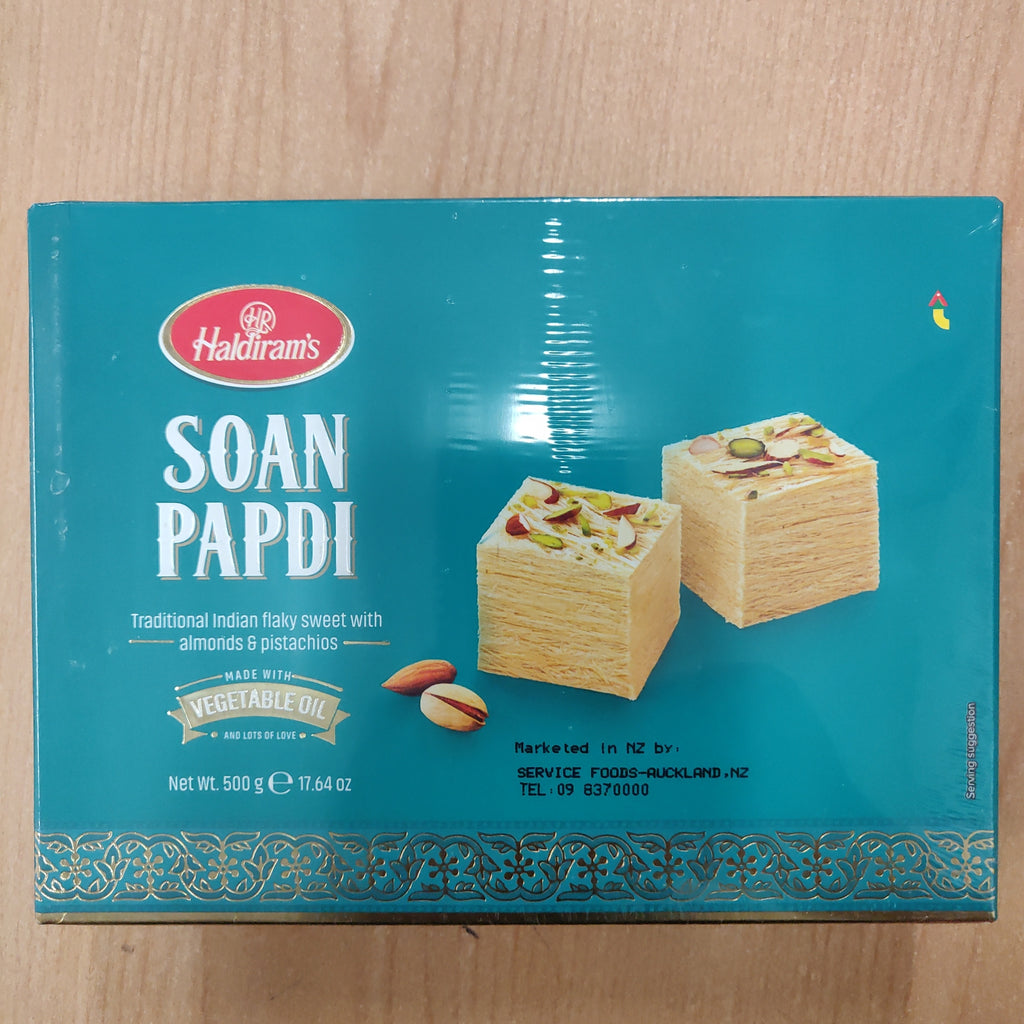 HR
Haldiram's
SOAN
PAPDI
Traditional Indian flaky sweet with
almonds & pistachios
MADE WITH
VEGETABLE OIL
AND LOTS OF LOVE
Net Wt. 500 g ℮ 17.64 oz
Marketed in NZ by:
SERVICE FOODS-AUCKLAND,NZ
TEL:09 8370000
Serving suggestion